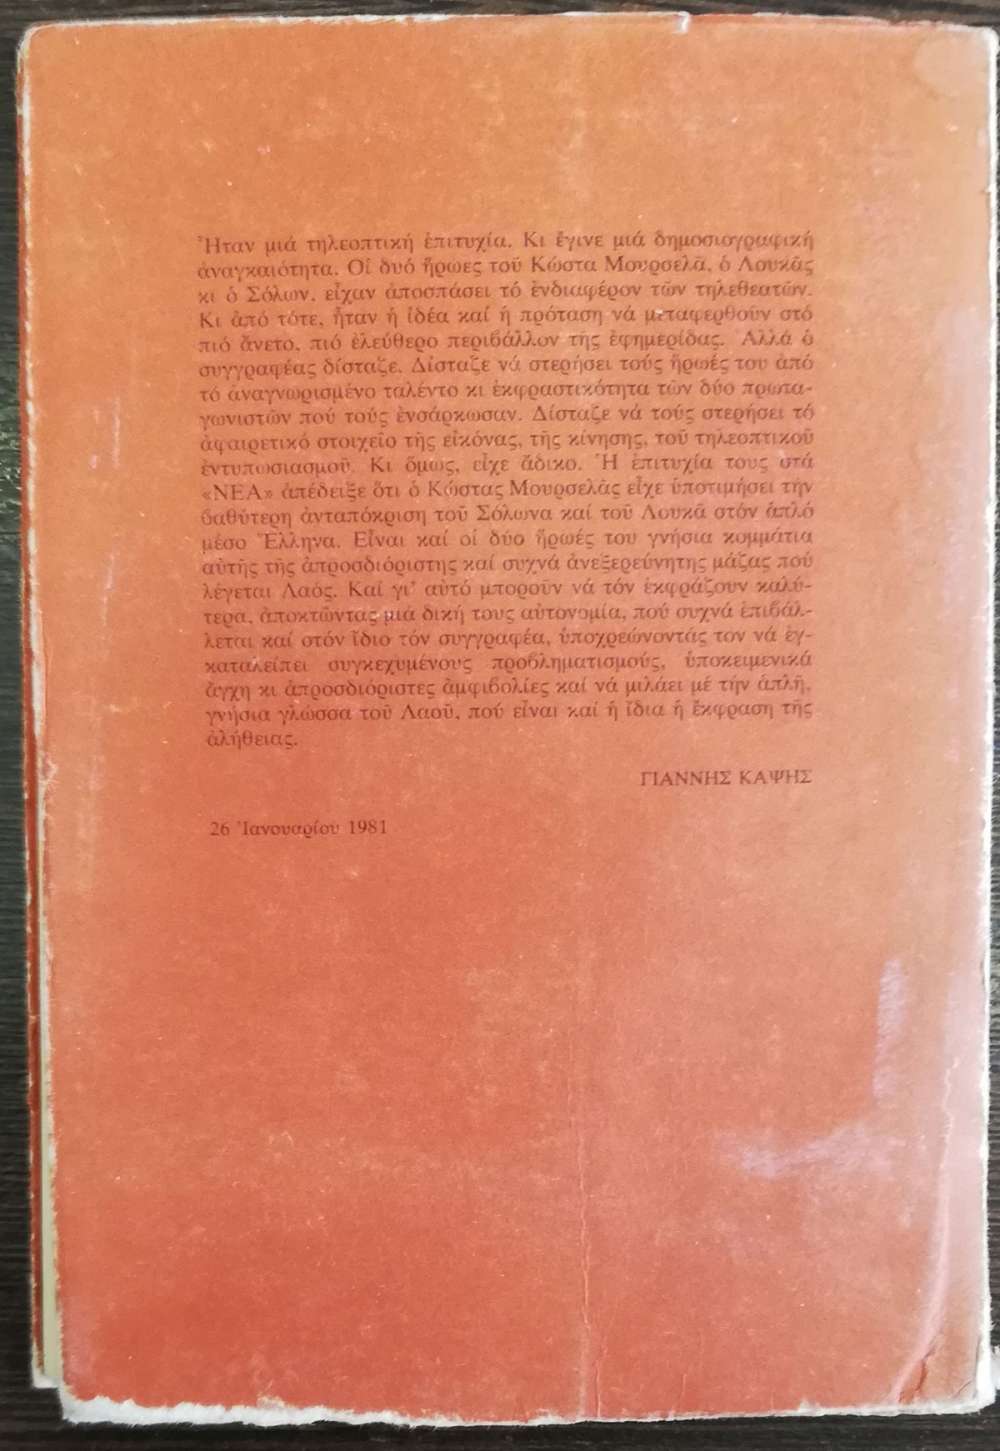 Ἦταν μιά τηλεοπτική ἐπιτυχία. Κι ἔγινε μιά δημοσιογραφική
ἀναγκαιότητα. Οἱ δυό ἥρωες τοῦ Κώστα Μουρσελᾶ, ὁ Λουκᾶς
κι ὁ Σόλων, εἶχαν ἀποσπάσει τό ἐνδιαφέρον τῶν τηλεθεατῶν.
Κι ἀπό τότε, ἦταν ἡ ἰδέα καί ἡ πρόταση νά μεταφερθοῦν στό
πιό ἄνετο, πιό ἐλεύθερο περιβάλλον τῆς ἐφημερίδας. Ἀλλά ὁ
συγγραφέας δίσταζε. Δίσταζε νά στερήσει τούς ἥρωές του ἀπό
τό ἀναγνωρισμένο ταλέντο κι ἐκφραστικότητα τῶν δύο πρωτα-
γωνιστῶν πού τούς ἐνσάρκωσαν. Δίσταζε νά τούς στερήσει τό
ἀφαιρετικό στοιχεῖο τῆς εἰκόνας, τῆς κίνησης, τοῦ τηλεοπτικοῦ
ἐντυπωσιασμοῦ. Κι ὅμως, εἶχε ἄδικο. Ἡ ἐπιτυχία τους στά
«ΝΕΑ» ἀπέδειξε ὅτι ὁ Κώστας Μουρσελᾶς εἶχε ὑποτιμήσει τήν
βαθύτερη ἀνταπόκριση τοῦ Σόλωνα καί τοῦ Λουκᾶ στόν ἁπλό
μέσο Ἕλληνα. Εἶναι καί οἱ δύο ἥρωές του γνήσια κομμάτια
αὐτῆς τῆς ἀπροσδιόριστης καί συχνά ἀνεξερεύνητης μάζας πού
λέγεται Λαός. Καί γι' αὐτό μποροῦν νά τόν ἐκφράζουν καλύ-
τερα, ἀποκτῶντας μιά δική τους αὐτονομία, πού συχνά ἐπιβάλ-
λεται καί στόν ἴδιο τόν συγγραφέα, ὑποχρεώνοντάς τον νά ἐγ-
καταλείπει συγκεχυμένους προβληματισμούς, ὑποκειμενικά
ἄγχη κι ἀπροσδιόριστες ἀμφιβολίες καί νά μιλάει μέ τήν ἁπλῆ,
γνήσια γλώσσα τοῦ Λαοῦ, πού εἶναι καί ἡ ἴδια ἡ ἔκφραση τῆς
ἀλήθειας.
ΓΙΑΝΝΗΣ ΚΑΨΗΣ
26 Ἰανουαρίου 1981